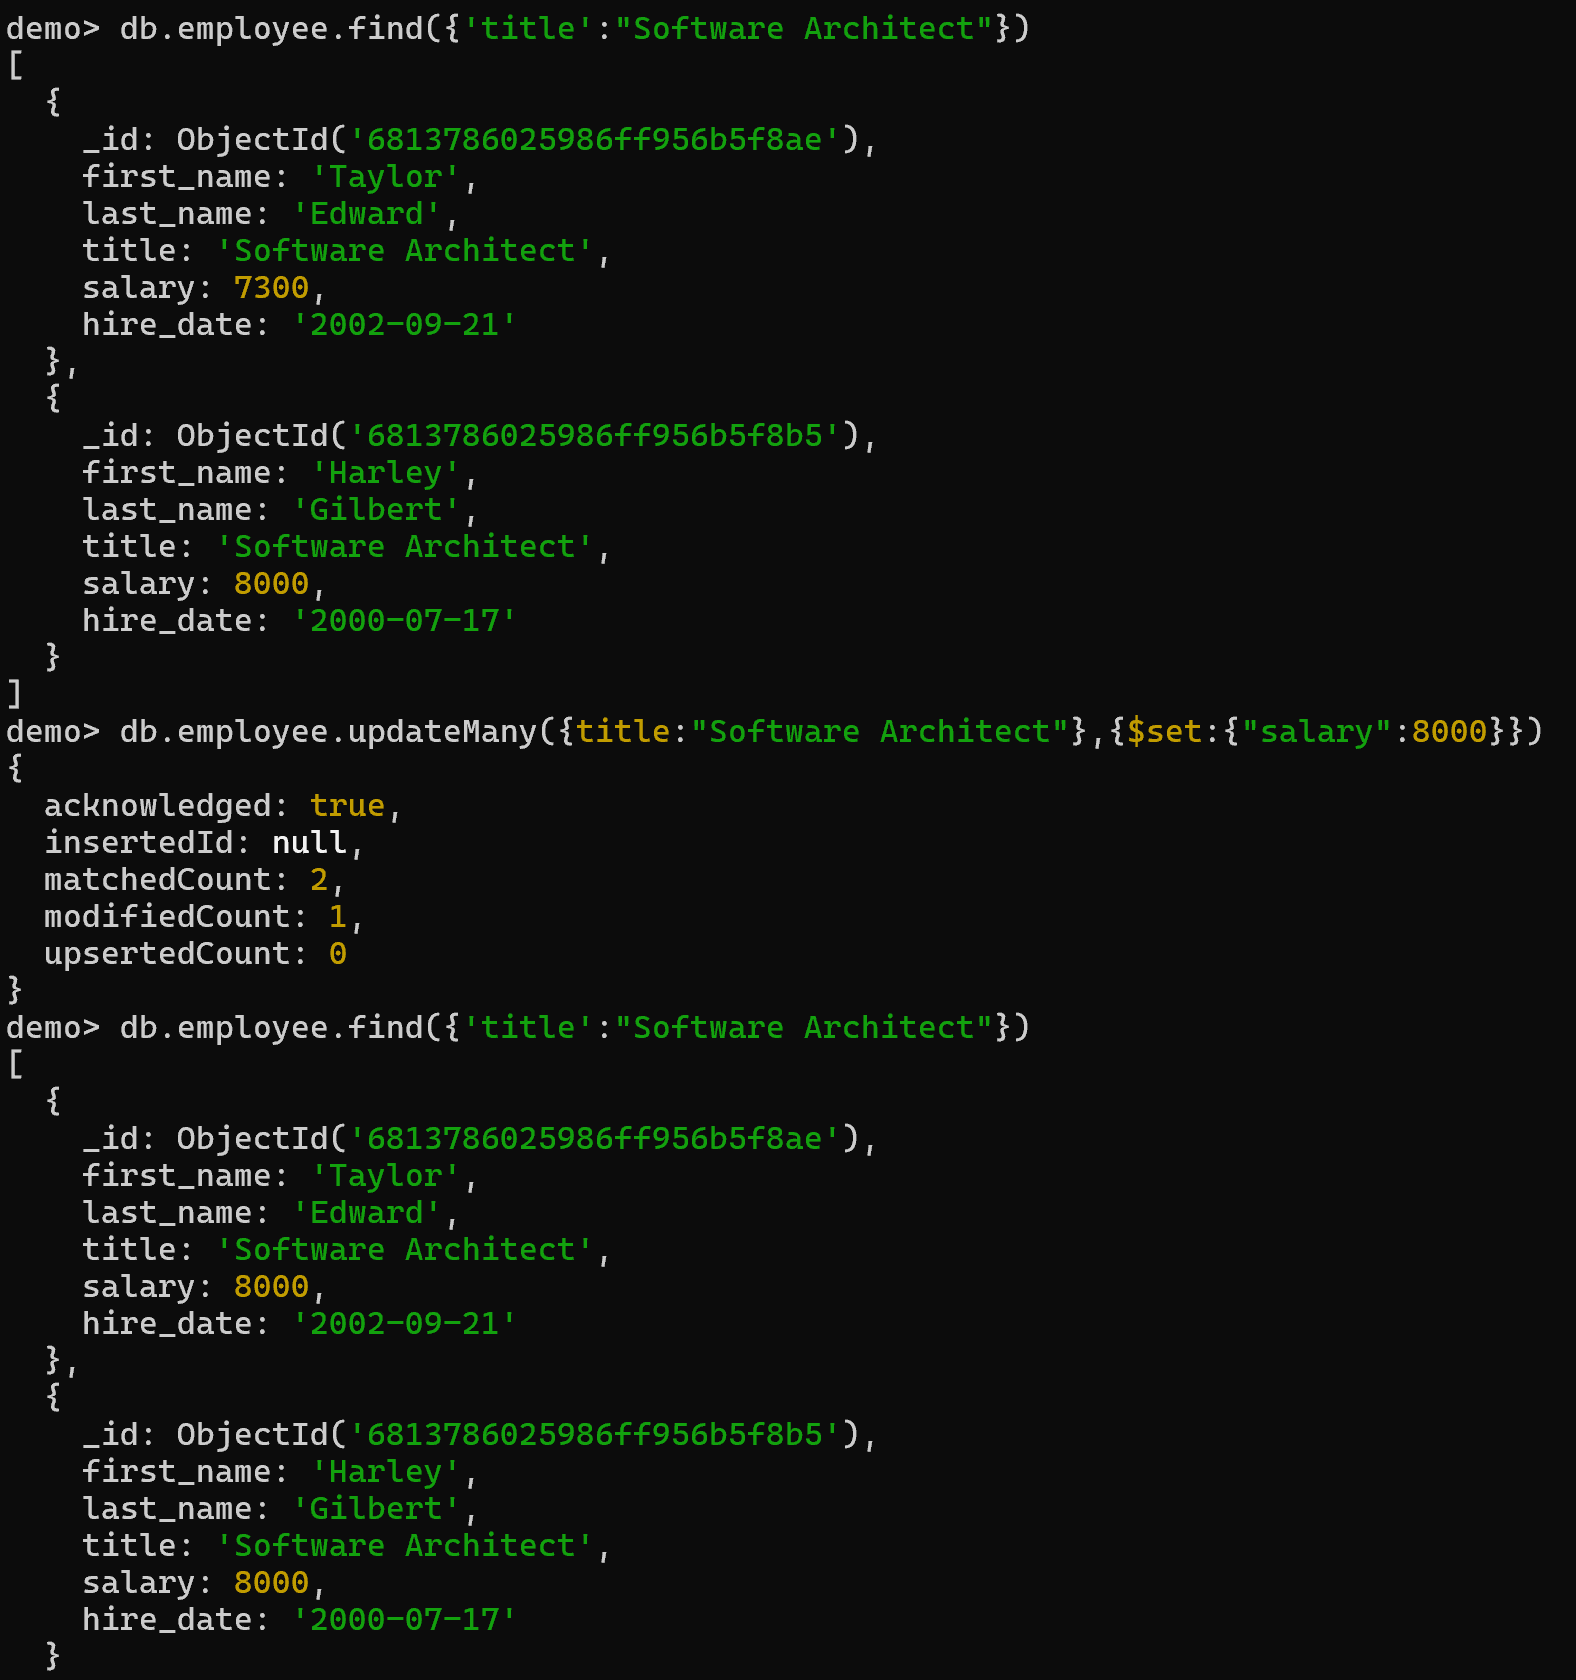 demo> db.employee.find({'title':"Software Architect"})
[
  {
    _id: ObjectId('6813786025986ff956b5f8ae'),
    first_name: 'Taylor',
    last_name: 'Edward',
    title: 'Software Architect',
    salary: 7300,
    hire_date: '2002-09-21'
  },
  {
    _id: ObjectId('6813786025986ff956b5f8b5'),
    first_name: 'Harley',
    last_name: 'Gilbert',
    title: 'Software Architect',
    salary: 8000,
    hire_date: '2000-07-17'
  }
]
demo> db.employee.updateMany({title:"Software Architect"},{$set:{"salary":8000}})
{
  acknowledged: true,
  insertedId: null,
  matchedCount: 2,
  modifiedCount: 1,
  upsertedCount: 0
}
demo> db.employee.find({'title':"Software Architect"})
[
  {
    _id: ObjectId('6813786025986ff956b5f8ae'),
    first_name: 'Taylor',
    last_name: 'Edward',
    title: 'Software Architect',
    salary: 8000,
    hire_date: '2002-09-21'
  },
  {
    _id: ObjectId('6813786025986ff956b5f8b5'),
    first_name: 'Harley',
    last_name: 'Gilbert',
    title: 'Software Architect',
    salary: 8000,
    hire_date: '2000-07-17'
  }